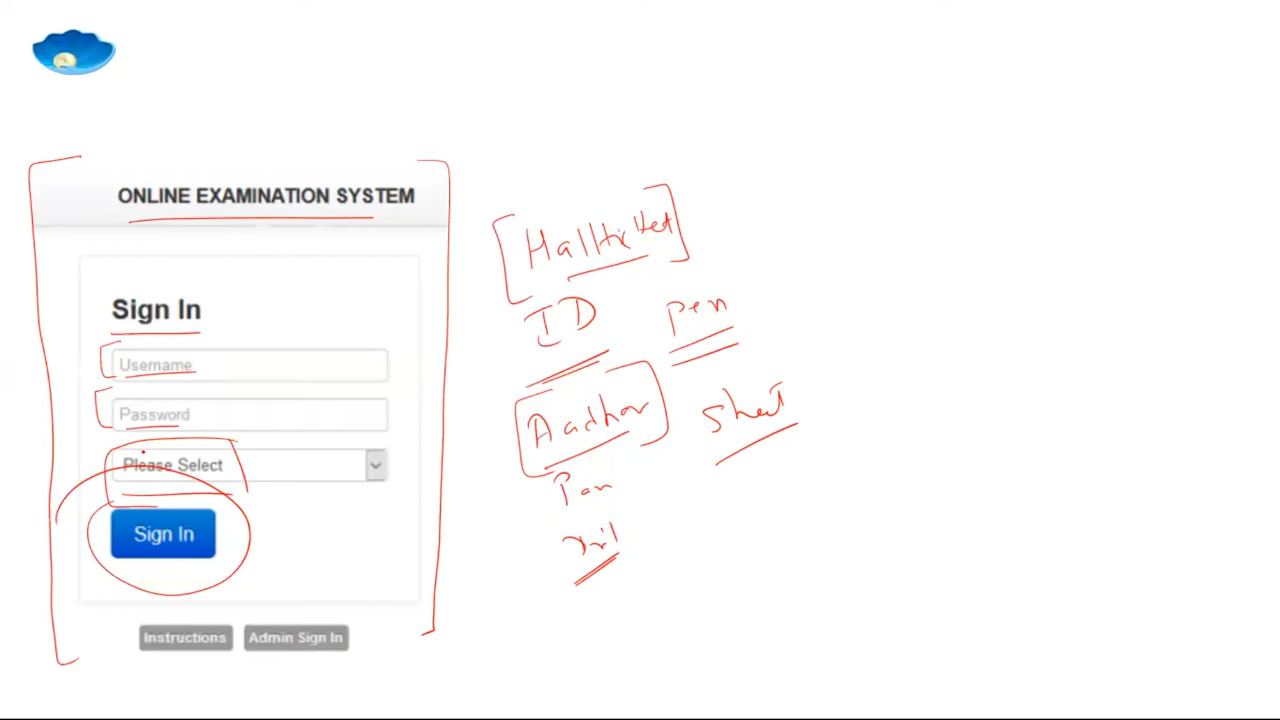 ONLINE EXAMINATION SYSTEM
Sign In
Username
Password
Please Select
Sign In
Instructions
Admin Sign In
Hallticket
ID
Pen
Aadhar
Sheet
Pan